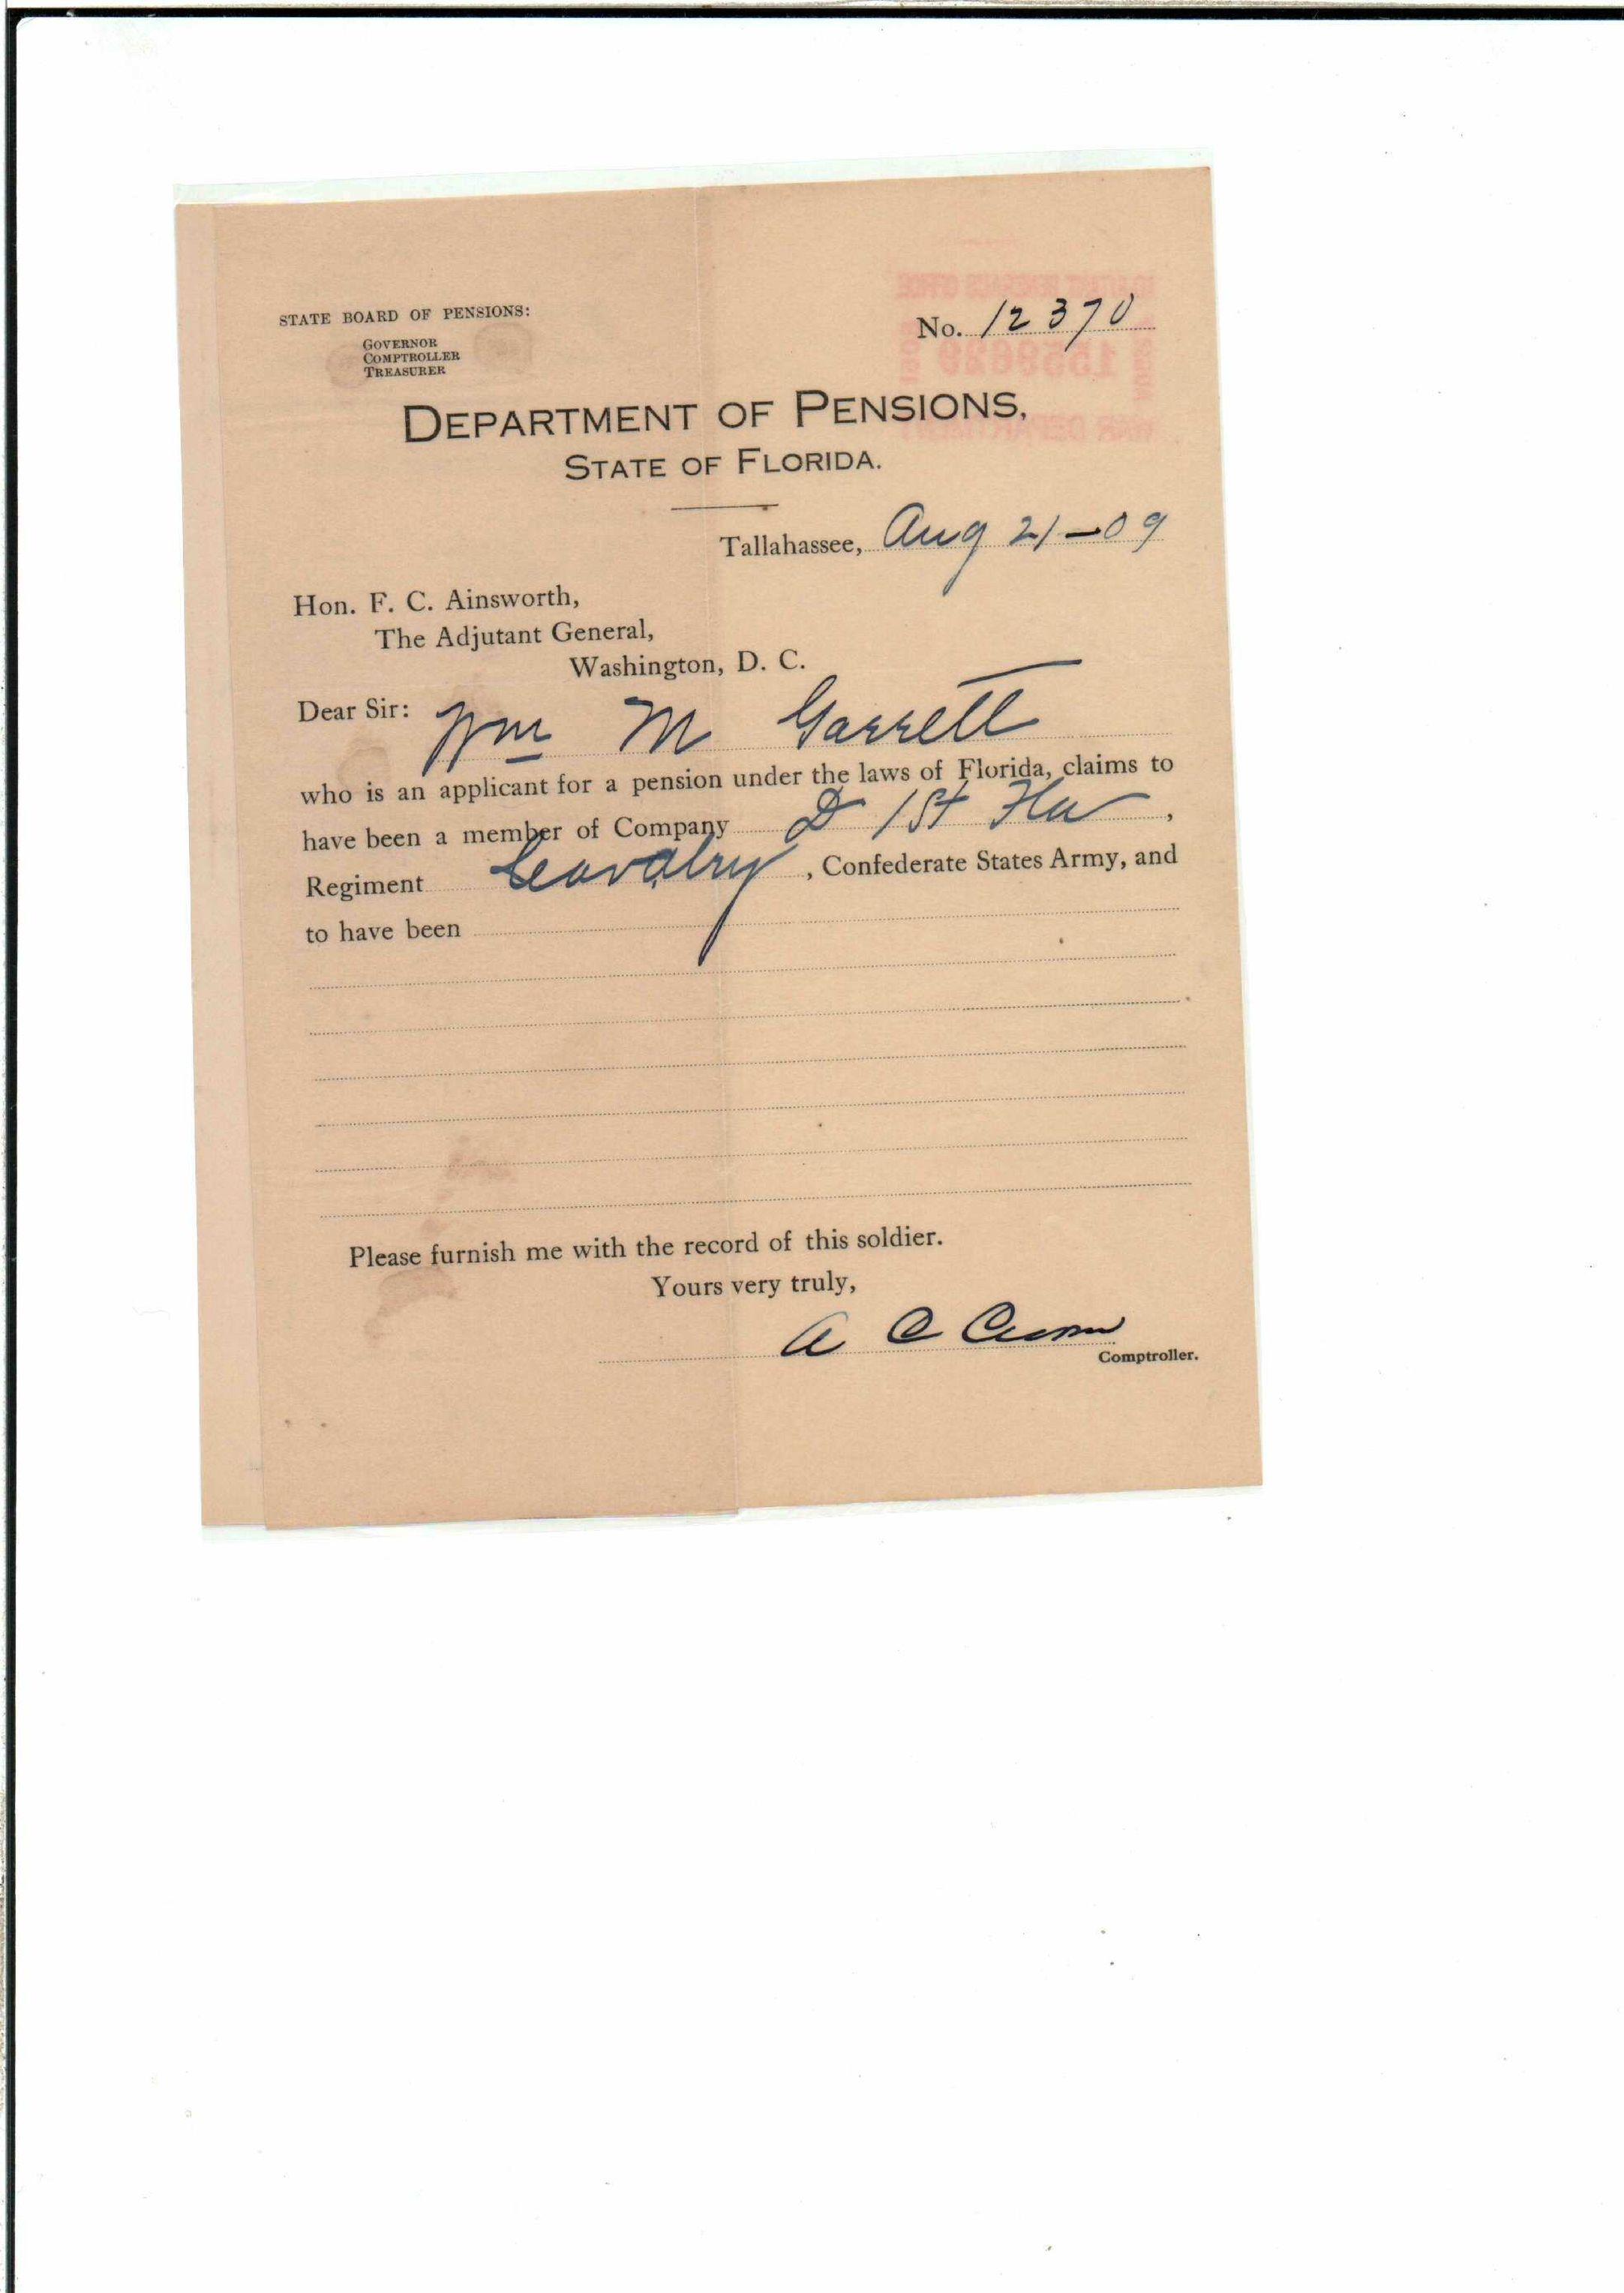 STATE BOARD OF PENSIONS:
GOVERNOR
COMPTROLLER
TREASURER
No. 12370
DEPARTMENT OF PENSIONS,
STATE OF FLORIDA.
Tallahassee, Aug 21-09
Hon. F. C. Ainsworth,
The Adjutant General,
Washington, D. C.
Dear Sir: Wm M Garrett
who is an applicant for a pension under the laws of Florida, claims to
have been a member of Company D 1st Fla,
Regiment Cavalry, Confederate States Army, and
to have been
Please furnish me with the record of this soldier.
Yours very truly,
A C Croom
Comptroller.